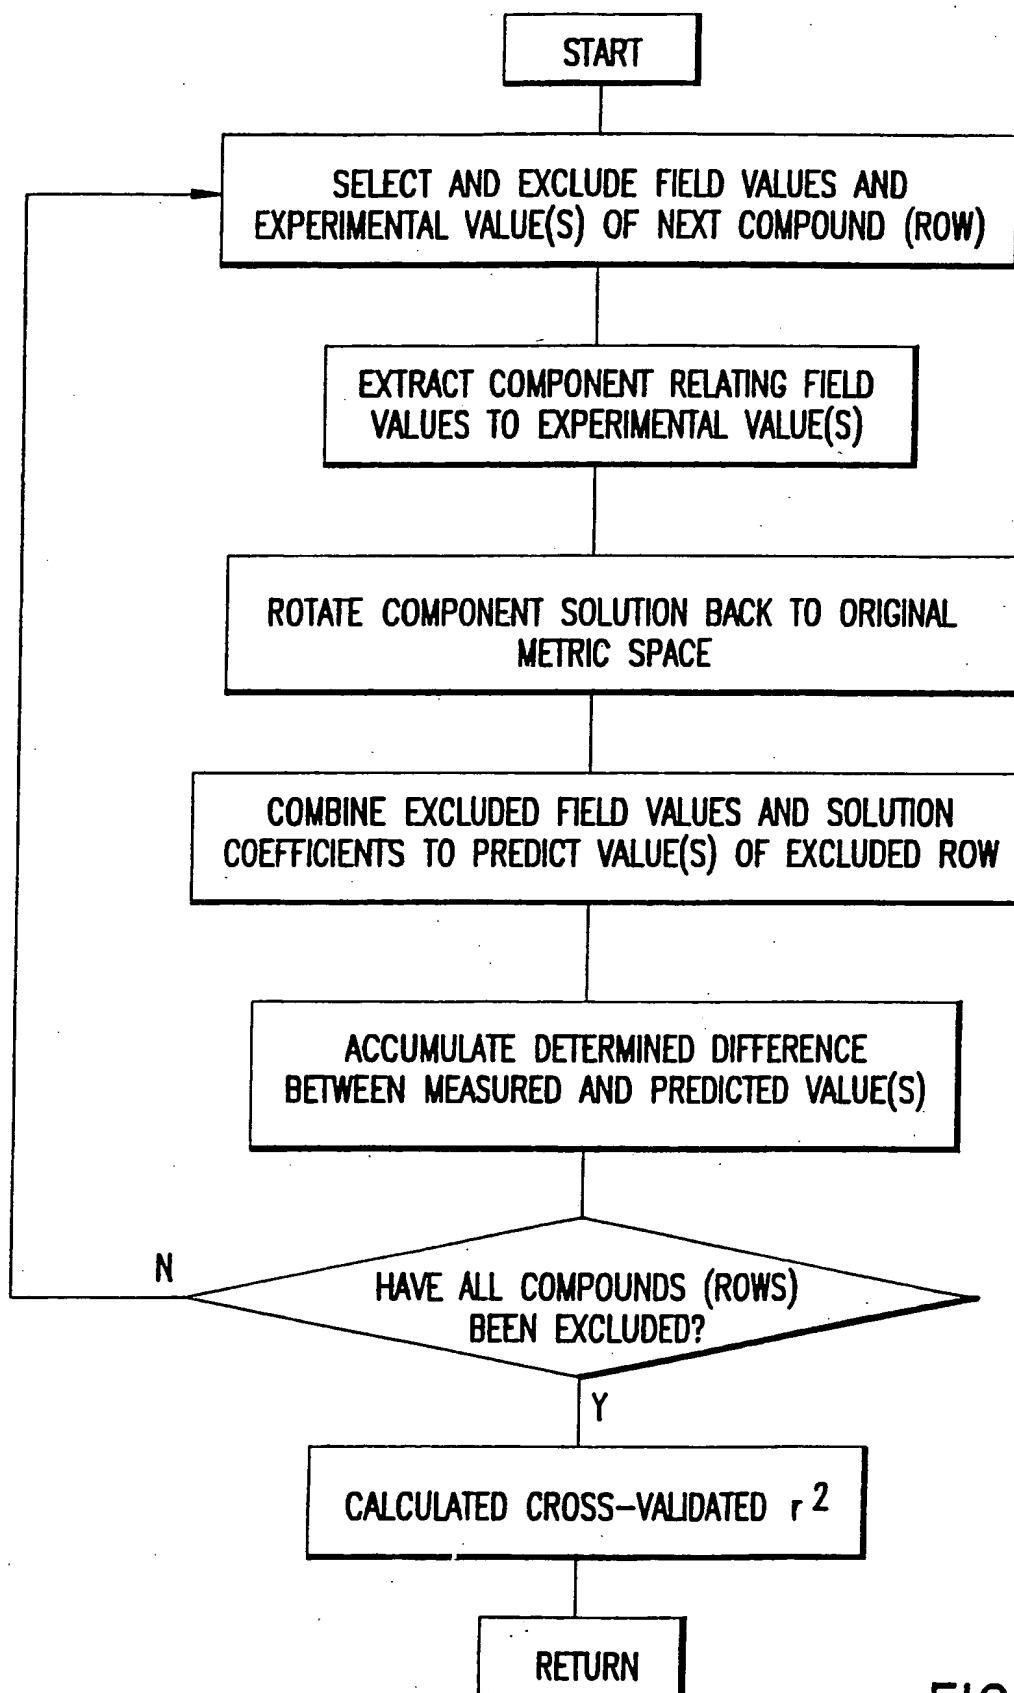 START
SELECT AND EXCLUDE FIELD VALUES AND
EXPERIMENTAL VALUE(S) OF NEXT COMPOUND (ROW)
EXTRACT COMPONENT RELATING FIELD
VALUES TO EXPERIMENTAL VALUE(S)
ROTATE COMPONENT SOLUTION BACK TO ORIGINAL
METRIC SPACE
COMBINE EXCLUDED FIELD VALUES AND SOLUTION
COEFFICIENTS TO PREDICT VALUE(S) OF EXCLUDED ROW
ACCUMULATE DETERMINED DIFFERENCE
BETWEEN MEASURED AND PREDICTED VALUE(S)
N
HAVE ALL COMPOUNDS (ROWS)
BEEN EXCLUDED?
Y
CALCULATED CROSS-VALIDATED r 2
RETURN